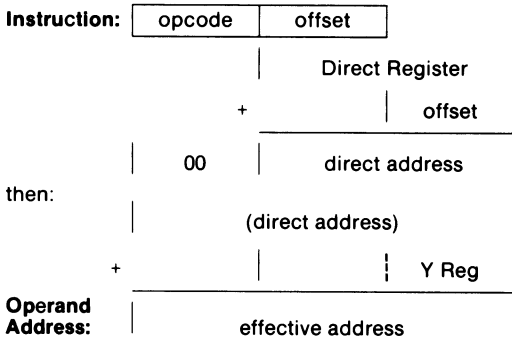 Instruction: opcode offset
Direct Register
+ offset
00 direct address
then:
(direct address)
+ Y Reg
Operand
Address: effective address